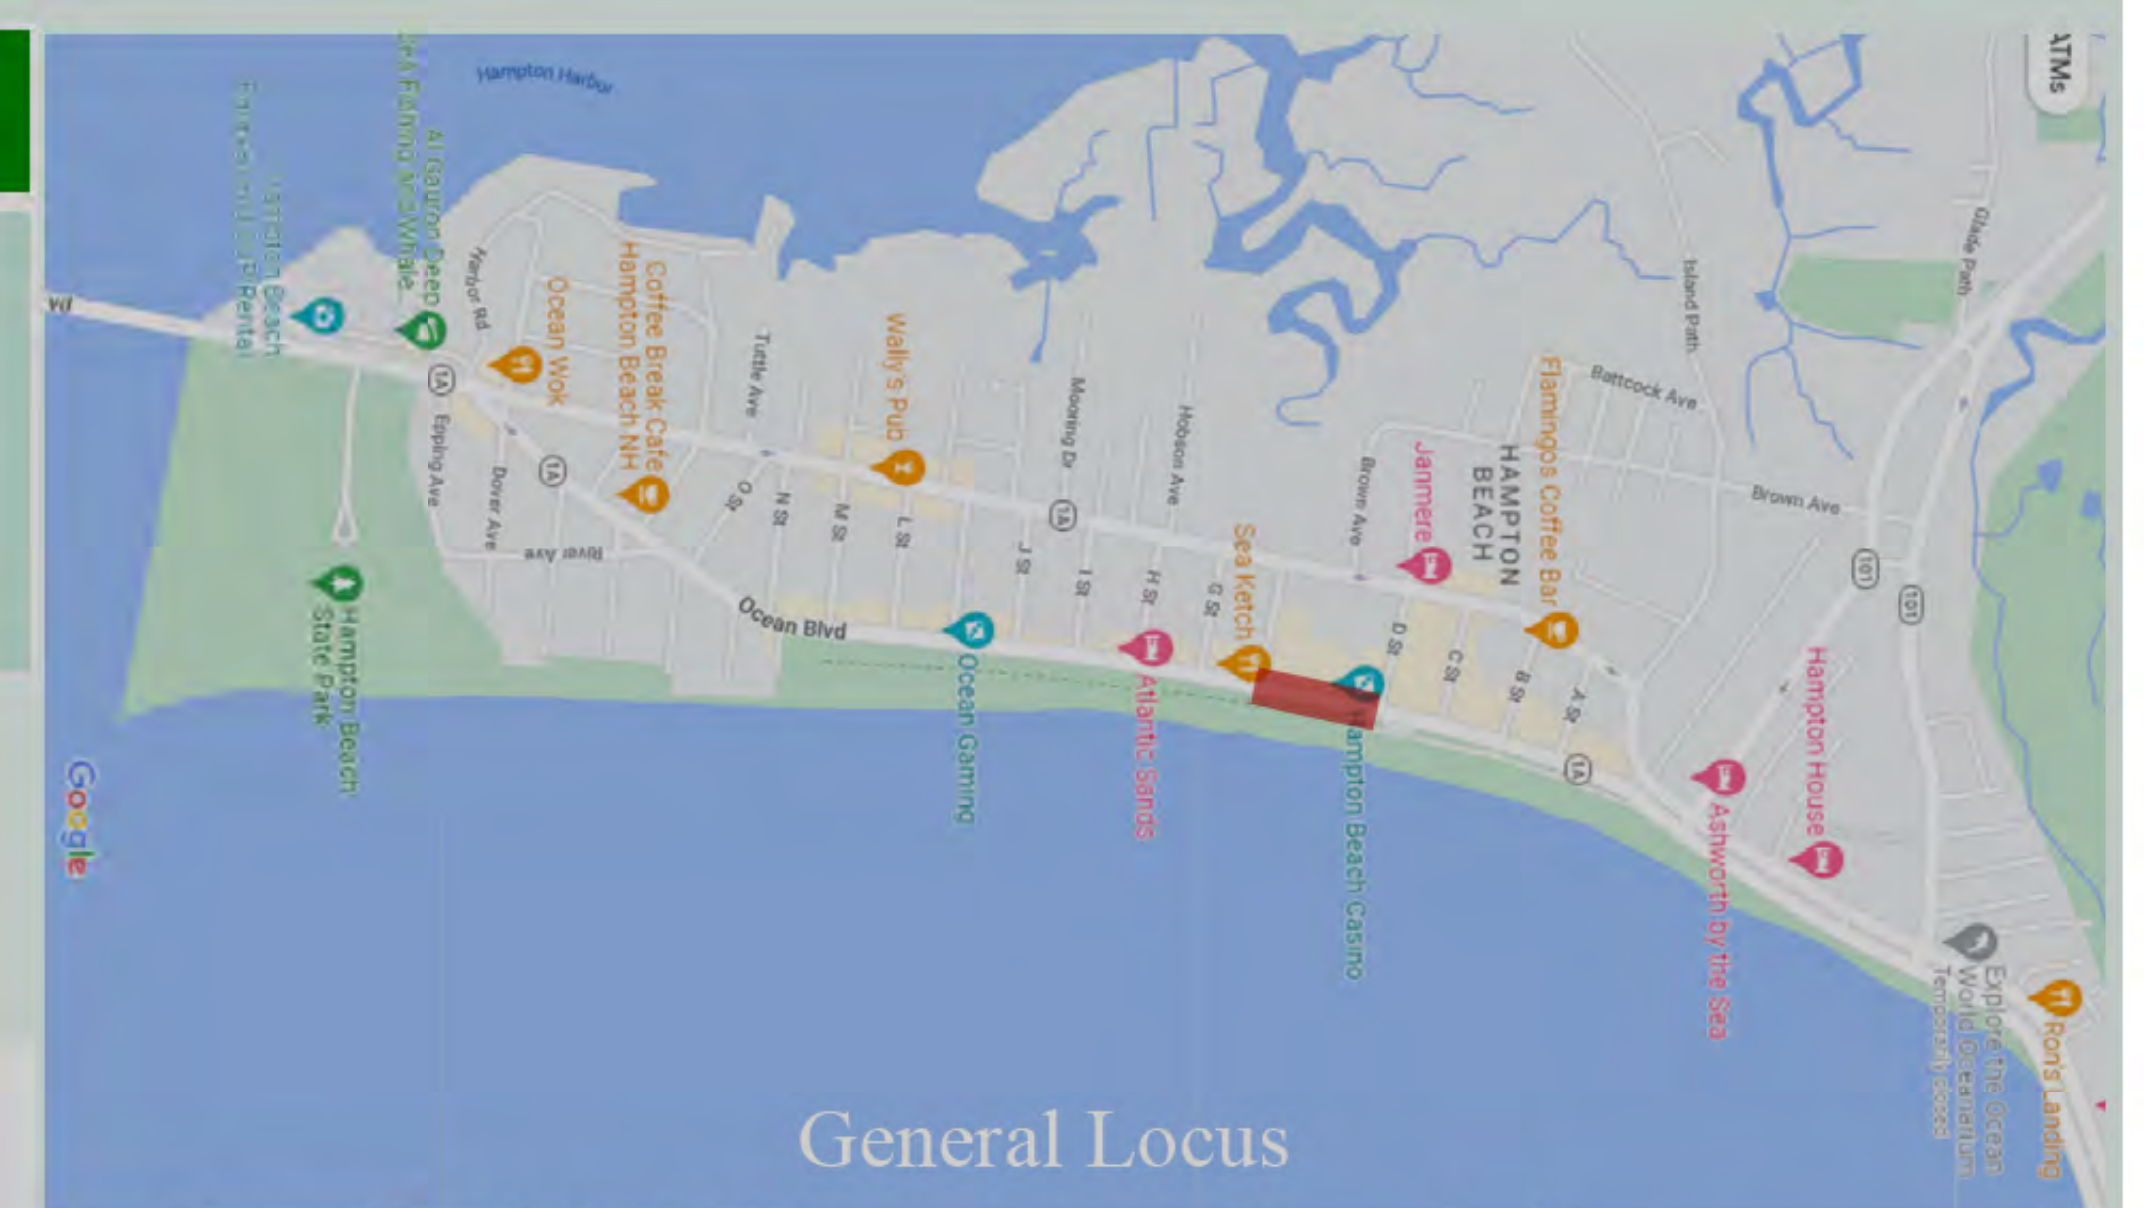 ATMs
Hampton Harbor
Glade Path
Al Gauron Deep
Sea Fishing and Whale...
Hampton Beach
Rental
Harbor Rd
Ocean Wok
Coffee Break Cafe
Hampton Beach NH
Tuttle Ave
Wally's Pub
Mooring Dr
Hobson Ave
Island Path
Battcock Ave
Flamingos Coffee Bar
HAMPTON
BEACH
Janmere
Brown Ave
Brown Ave
1A
Epping Ave
Dover Ave
1A
River Ave
O St
N St
M St
L St
J St
1A
I St
H St
G St
Sea Ketch
D St
C St
B St
A St
1A
101
101
Ocean Blvd
Hampton Beach
State Park
Ocean Gaming
Atlantic Sands
Hampton Beach Casino
Ashworth by the Sea
Hampton House
Explore the Ocean
World Oceanarium
Temporarily closed
Ron's Landing
Google
General Locus